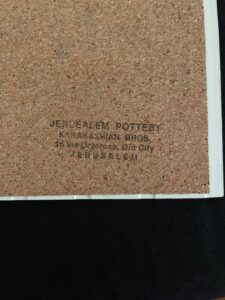 JERUSALEM POTTERY
KARAKASHIAN BROS.
15 Via Dolorosa, Old City
JERUSALEM